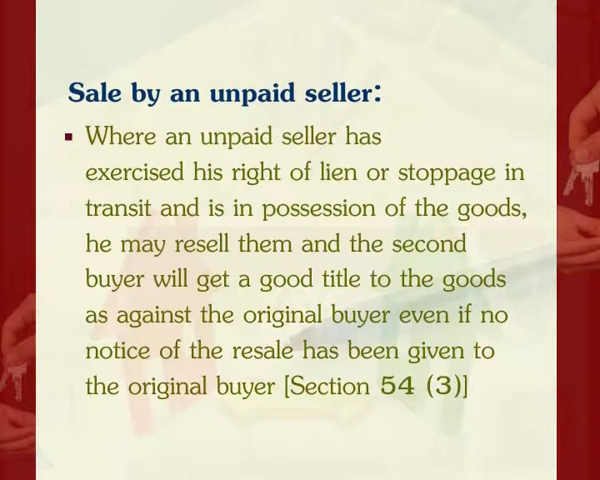 Sale by an unpaid seller:
▪ Where an unpaid seller has
exercised his right of lien or stoppage in
transit and is in possession of the goods,
he may resell them and the second
buyer will get a good title to the goods
as against the original buyer even if no
notice of the resale has been given to
the original buyer [Section 54 (3)]